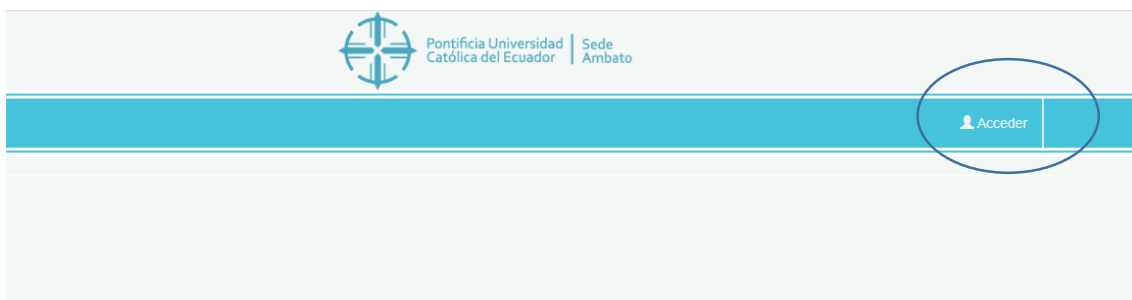 Pontificia Universidad
Católica del Ecuador
Sede
Ambato
Acceder